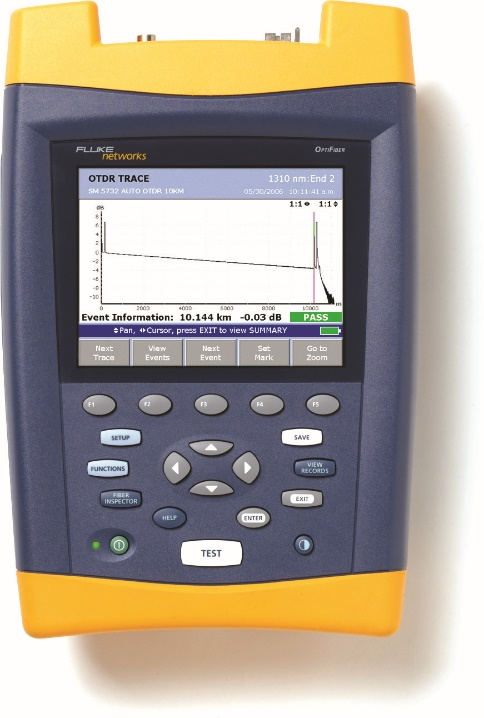 FLUKE
networks
OPTIFIBER
OTDR TRACE 1310 nm:End 2
SM 5732 AUTO OTDR 10KM 05/30/2006 10:11:41 a.m.
1:1 1:1
dB
8
6
4
2
0
-2
-4
-6
-8
-10
0 2000 4000 6000 8000 10000 m
Event Information: 10.144 km -0.03 dB PASS
Pan, Cursor, press EXIT to view SUMMARY
Next Trace
View Events
Next Event
Set Mark
Go to Zoom
F1 F2 F3 F4 F5
SETUP SAVE
FUNCTIONS
VIEW RECORDS
FIBER INSPECTOR
EXIT
HELP ENTER
TEST